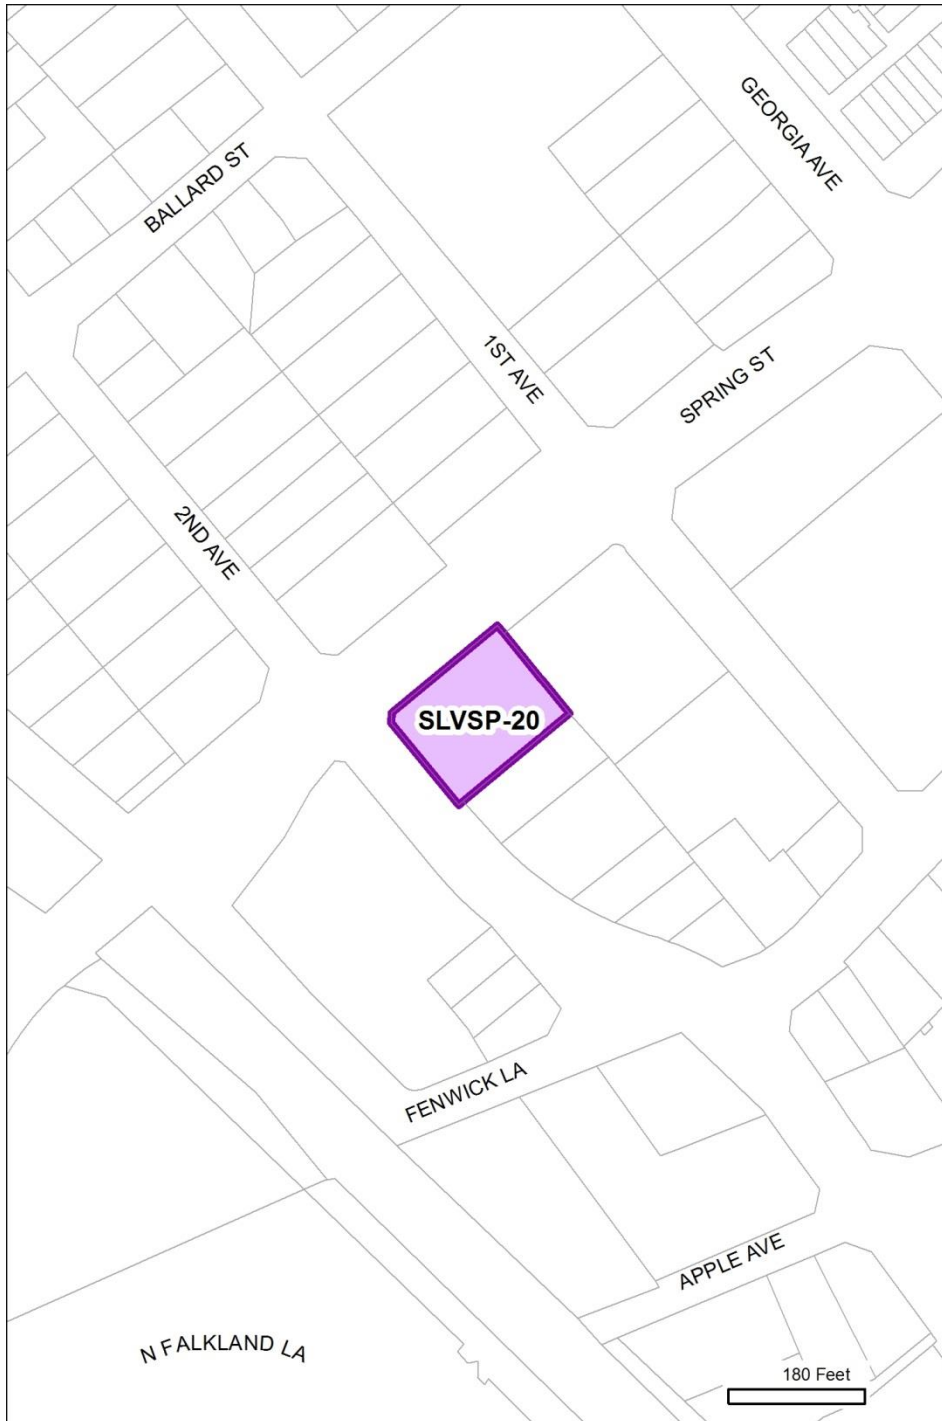 GEORGIA AVE
BALLARD ST
1ST AVE
SPRING ST
2ND AVE
SLVSP-20
FENWICK LA
APPLE AVE
N FALKLAND LA
180 Feet